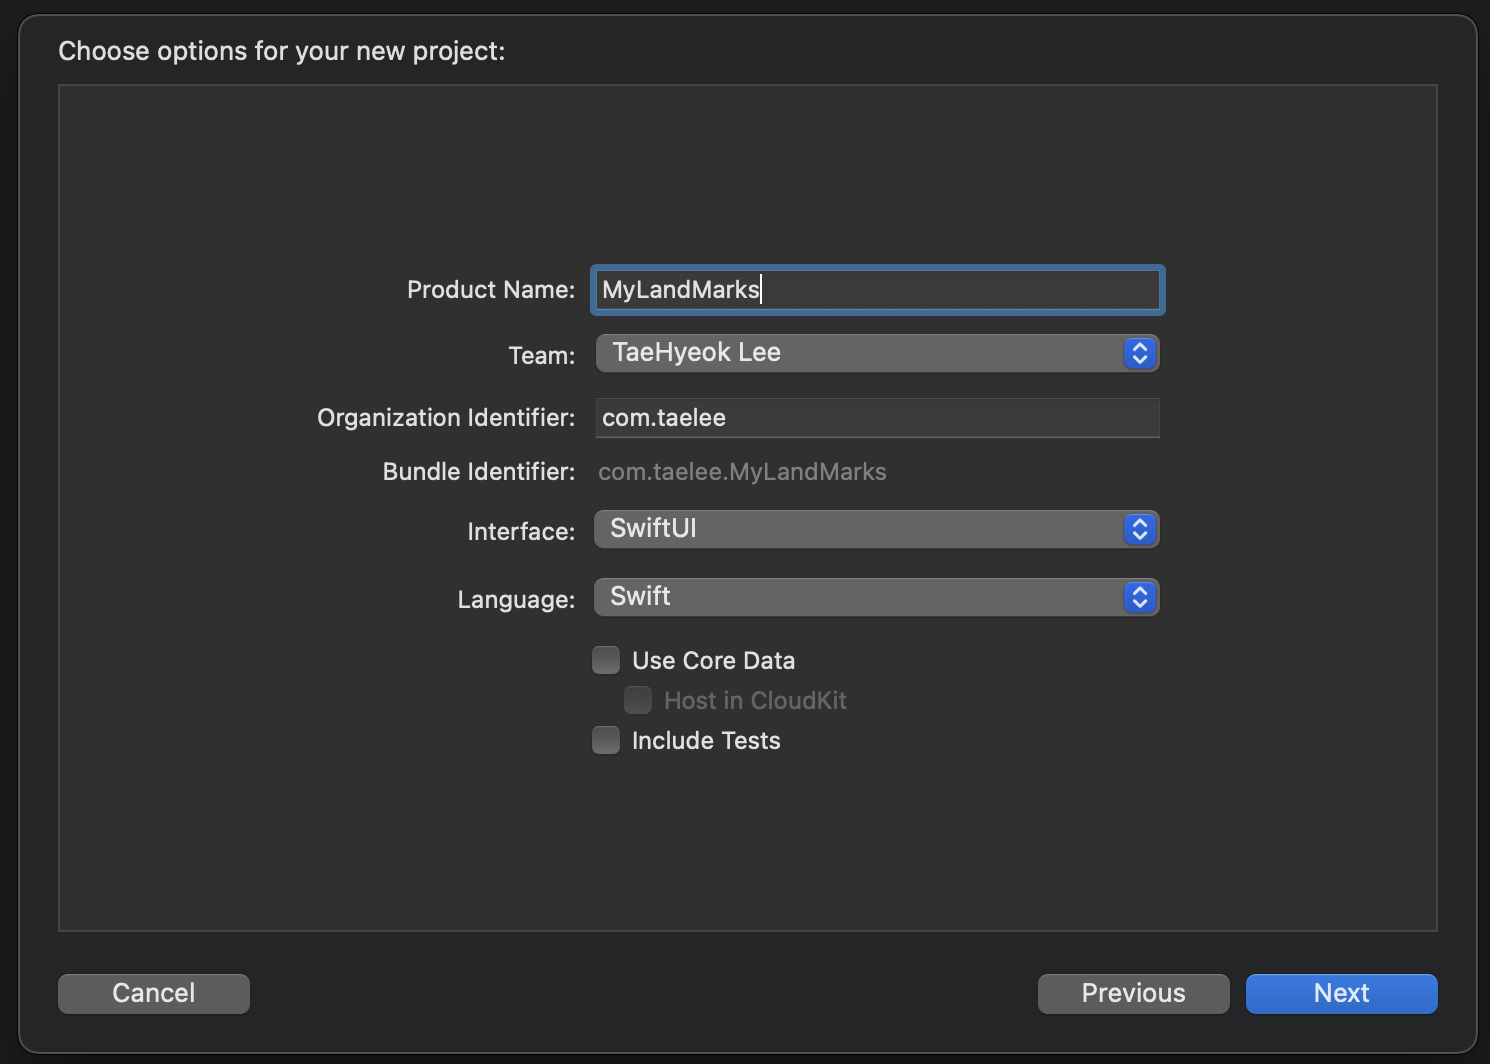 Choose options for your new project:
Product Name: MyLandMarks
Team: TaeHyeok Lee
Organization Identifier: com.taelee
Bundle Identifier: com.taelee.MyLandMarks
Interface: SwiftUI
Language: Swift
Use Core Data
Host in CloudKit
Include Tests
Cancel Previous Next